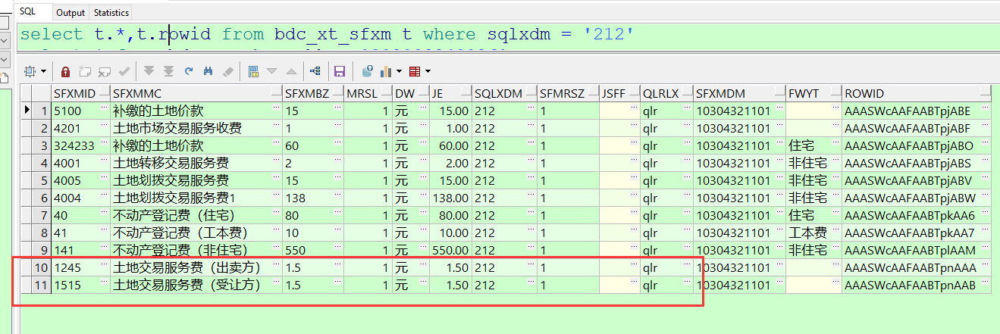 SQL Output Statistics
select t.*,t.rowid from bdc_xt_sfxm t where sqlxdm = '212'
SFXMID SFXMMC SFXMBZ MRSL DW JE SQLXDM SFMRSZ JSFF QLRLX SFXMDM FWYT ROWID
1 5100 补缴的土地价款 15 1 元 15.00 212 1 qlr 10304321101 AAASWcAAFAABTpjABE
2 4201 土地市场交易服务收费 1 1 元 1.00 212 1 qlr 10304321101 AAASWcAAFAABTpjABF
3 324233 补缴的土地价款 60 1 元 60.00 212 1 qlr 10304321101 住宅 AAASWcAAFAABTpjABO
4 4001 土地转移交易服务费 2 1 元 2.00 212 1 qlr 10304321101 非住宅 AAASWcAAFAABTpjABS
5 4005 土地划拨交易服务费 15 1 元 15.00 212 1 qlr 10304321101 非住宅 AAASWcAAFAABTpjABV
6 4004 土地划拨交易服务费1 138 1 元 138.00 212 1 qlr 10304321101 非住宅 AAASWcAAFAABTpjABW
7 40 不动产登记费（住宅） 80 1 元 80.00 212 1 qlr 10304321101 住宅 AAASWcAAFAABTpkAA6
8 41 不动产登记费（工本费） 10 1 元 10.00 212 1 qlr 10304321101 工本费 AAASWcAAFAABTpkAA7
9 141 不动产登记费（非住宅） 550 1 元 550.00 212 1 qlr 10304321101 非住宅 AAASWcAAFAABTplAAM
10 1245 土地交易服务费（出卖方） 1.5 1 元 1.50 212 1 qlr 10304321101 AAASWcAAFAABTpnAAA
11 1515 土地交易服务费（受让方） 1.5 1 元 1.50 212 1 qlr 10304321101 AAASWcAAFAABTpnAAB